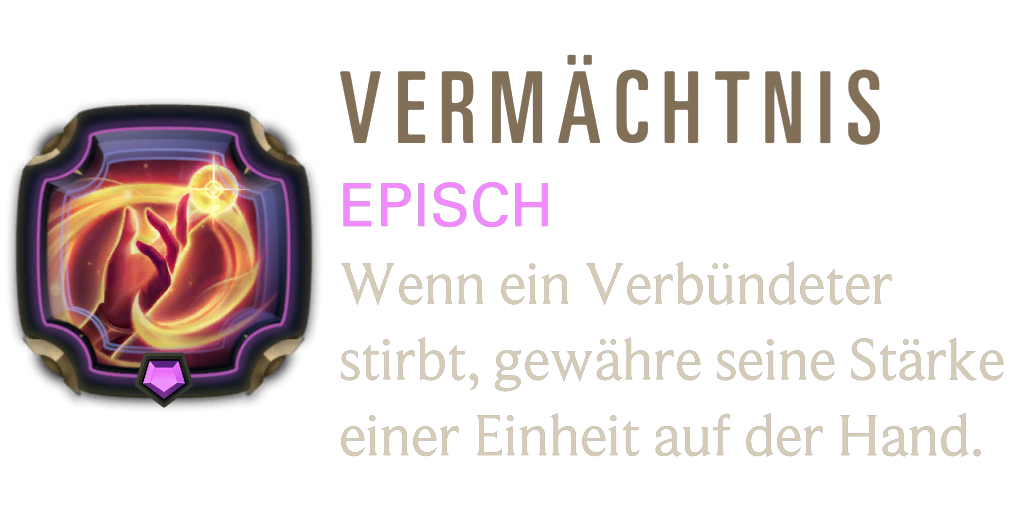 VERMÄCHTNIS
EPISCH
Wenn ein Verbündeter
stirbt, gewähre seine Stärke
einer Einheit auf der Hand.